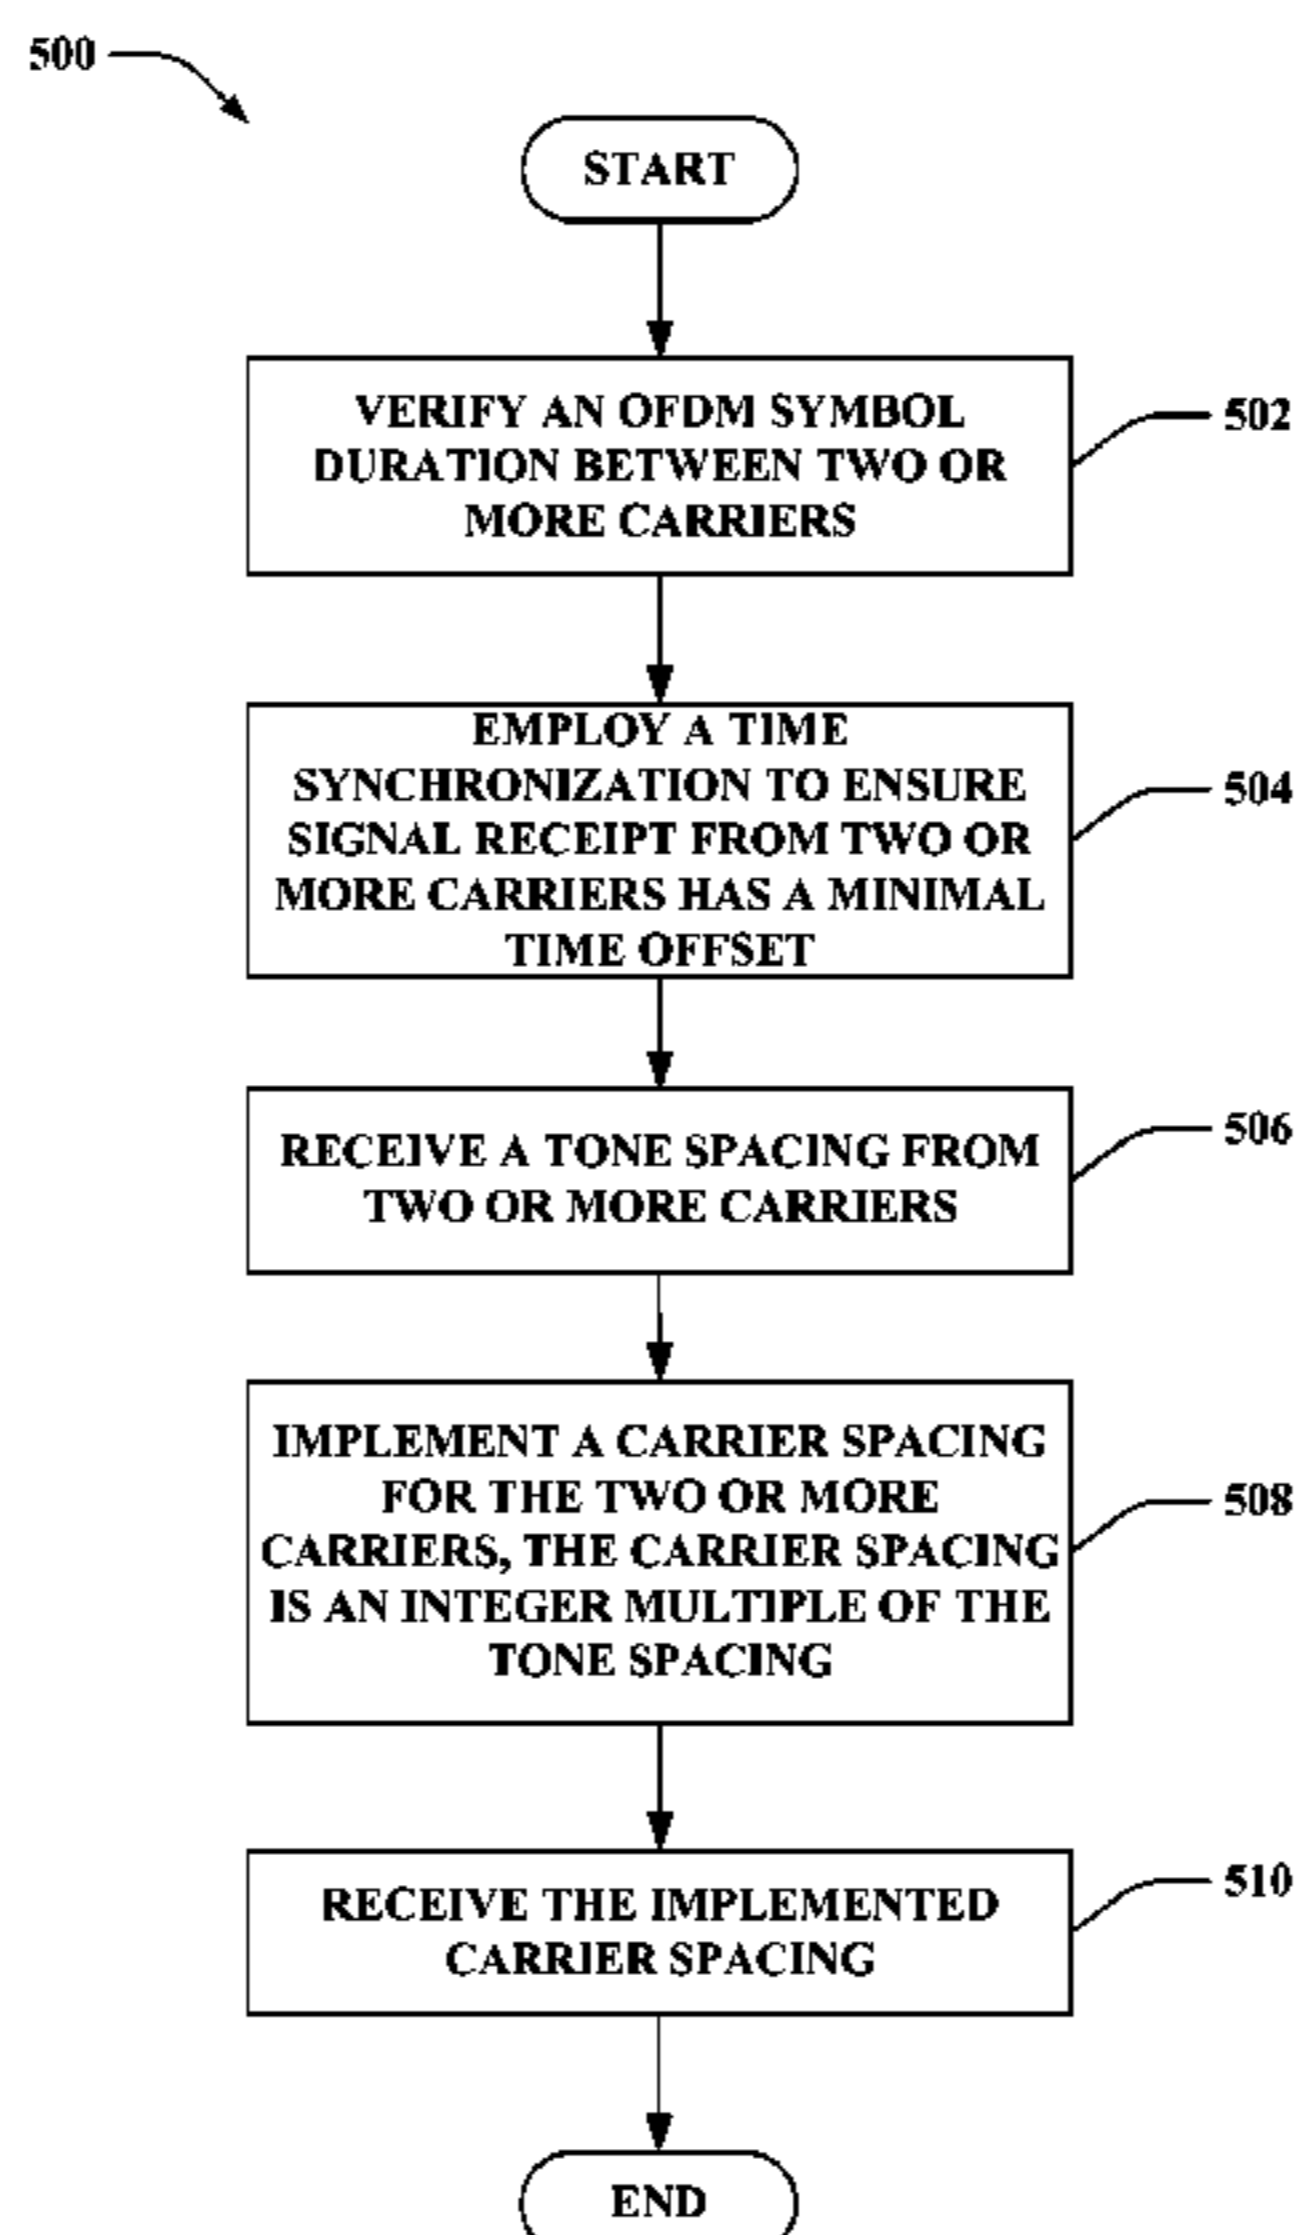 500
START
VERIFY AN OFDM SYMBOL
DURATION BETWEEN TWO OR
MORE CARRIERS
502
EMPLOY A TIME
SYNCHRONIZATION TO ENSURE
SIGNAL RECEIPT FROM TWO OR
MORE CARRIERS HAS A MINIMAL
TIME OFFSET
504
RECEIVE A TONE SPACING FROM
TWO OR MORE CARRIERS
506
IMPLEMENT A CARRIER SPACING
FOR THE TWO OR MORE
CARRIERS, THE CARRIER SPACING
IS AN INTEGER MULTIPLE OF THE
TONE SPACING
508
RECEIVE THE IMPLEMENTED
CARRIER SPACING
510
END